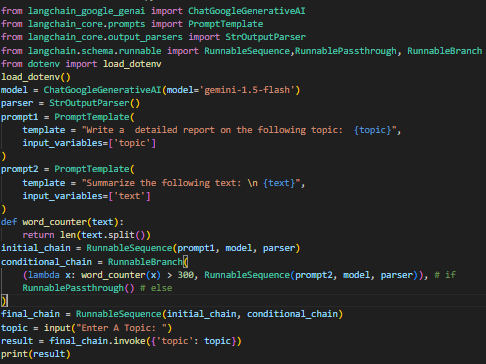 from langchain_google_genai import ChatGoogleGenerativeAI
from langchain_core.prompts import PromptTemplate
from langchain_core.output_parsers import StrOutputParser
from langchain.schema.runnable import RunnableSequence,RunnablePassthrough, RunnableBranch
from dotenv import load_dotenv
load_dotenv()
model = ChatGoogleGenerativeAI(model='gemini-1.5-flash')
parser = StrOutputParser()
prompt1 = PromptTemplate(
    template = "Write a  detailed report on the following topic:  {topic}",
    input_variables=['topic']
)
prompt2 = PromptTemplate(
    template = "Summarize the following text: \n {text}",
    input_variables=['text']
)
def word_counter(text):
    return len(text.split())
initial_chain = RunnableSequence(prompt1, model, parser)
conditional_chain = RunnableBranch(
    (lambda x: word_counter(x) > 300, RunnableSequence(prompt2, model, parser)), # if
    RunnablePassthrough() # else
)
final_chain = RunnableSequence(initial_chain, conditional_chain)
topic = input("Enter A Topic: ")
result = final_chain.invoke({'topic': topic})
print(result)